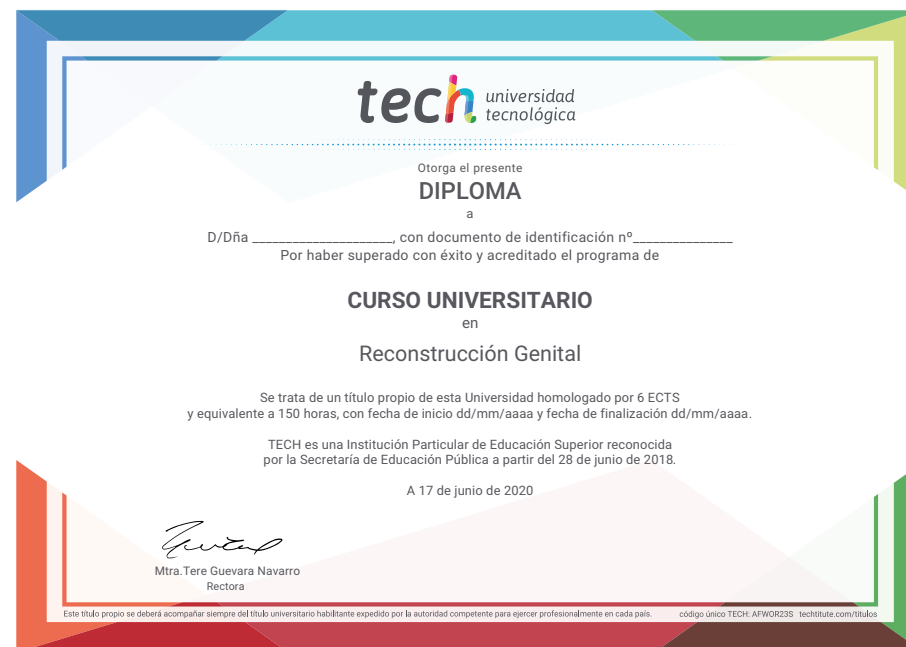 tech universidad
tecnológica
Otorga el presente
DIPLOMA
a
D/Dña _____________________, con documento de identificación nº_______________
Por haber superado con éxito y acreditado el programa de
CURSO UNIVERSITARIO
en
Reconstrucción Genital
Se trata de un título propio de esta Universidad homologado por 6 ECTS
y equivalente a 150 horas, con fecha de inicio dd/mm/aaaa y fecha de finalización dd/mm/aaaa.
TECH es una Institución Particular de Educación Superior reconocida
por la Secretaría de Educación Pública a partir del 28 de junio de 2018.
A 17 de junio de 2020
Mtra.Tere Guevara Navarro
Rectora
Este título propio se deberá acompañar siempre del título universitario habilitante expedido por la autoridad competente para ejercer profesionalmente en cada país. código único TECH: AFWOR23S techtitute.com/titulos